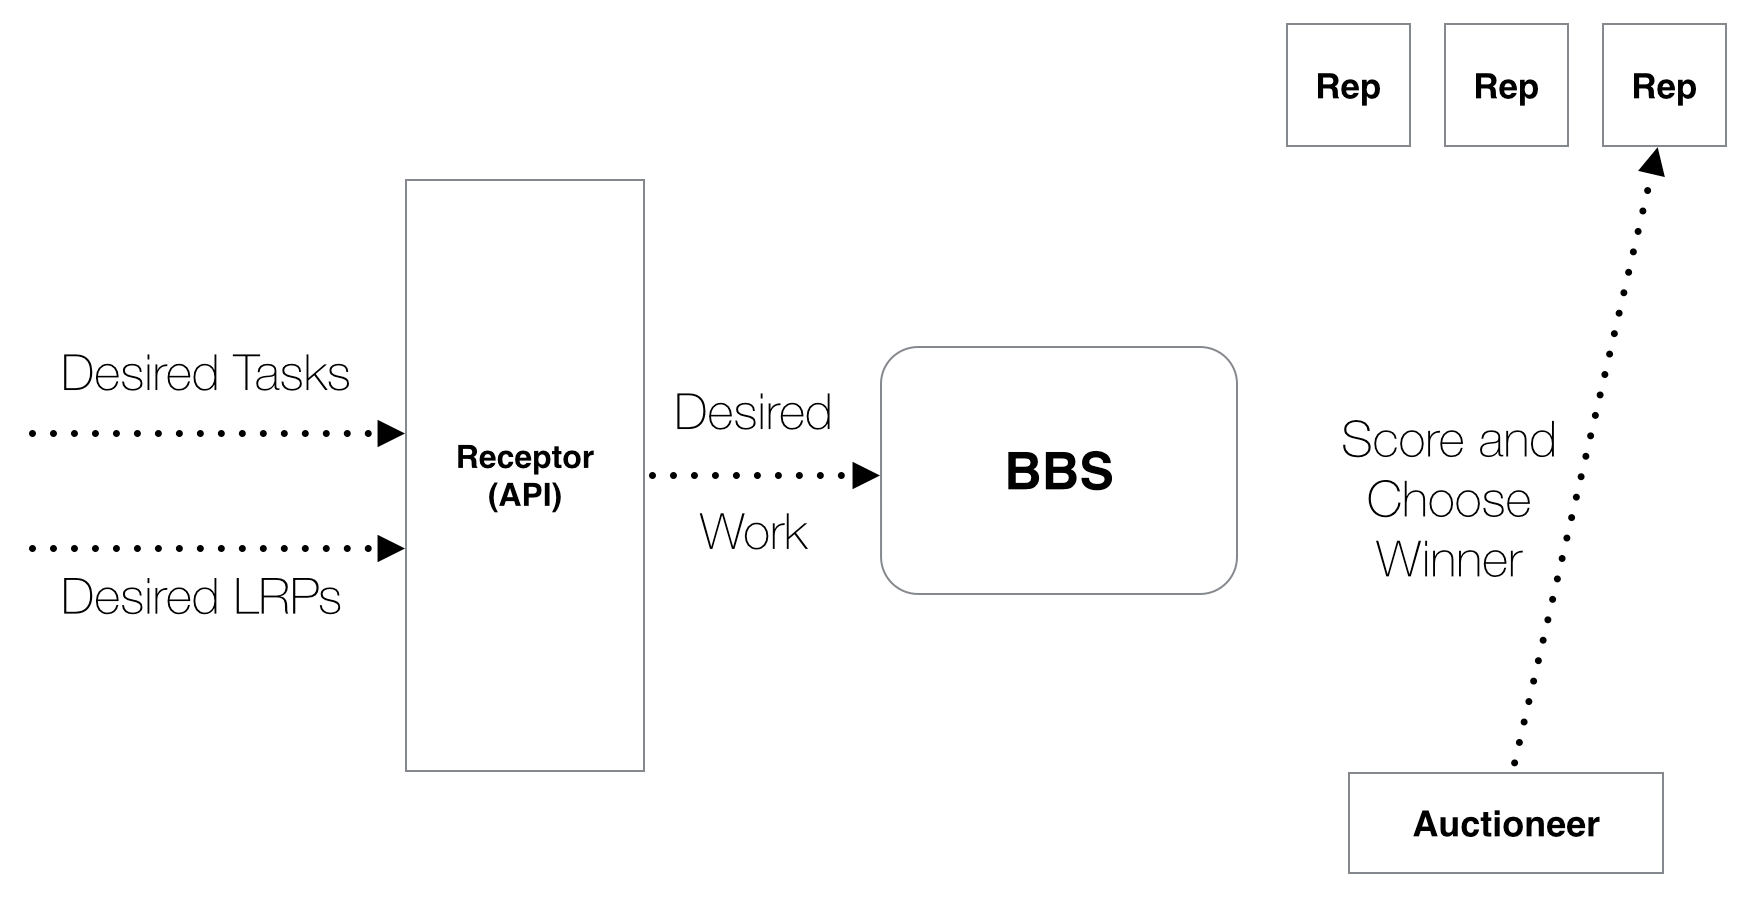 Rep
Rep
Rep
Desired Tasks
Desired LRPs
Receptor
(API)
Desired
Work
BBS
Score and
Choose
Winner
Auctioneer